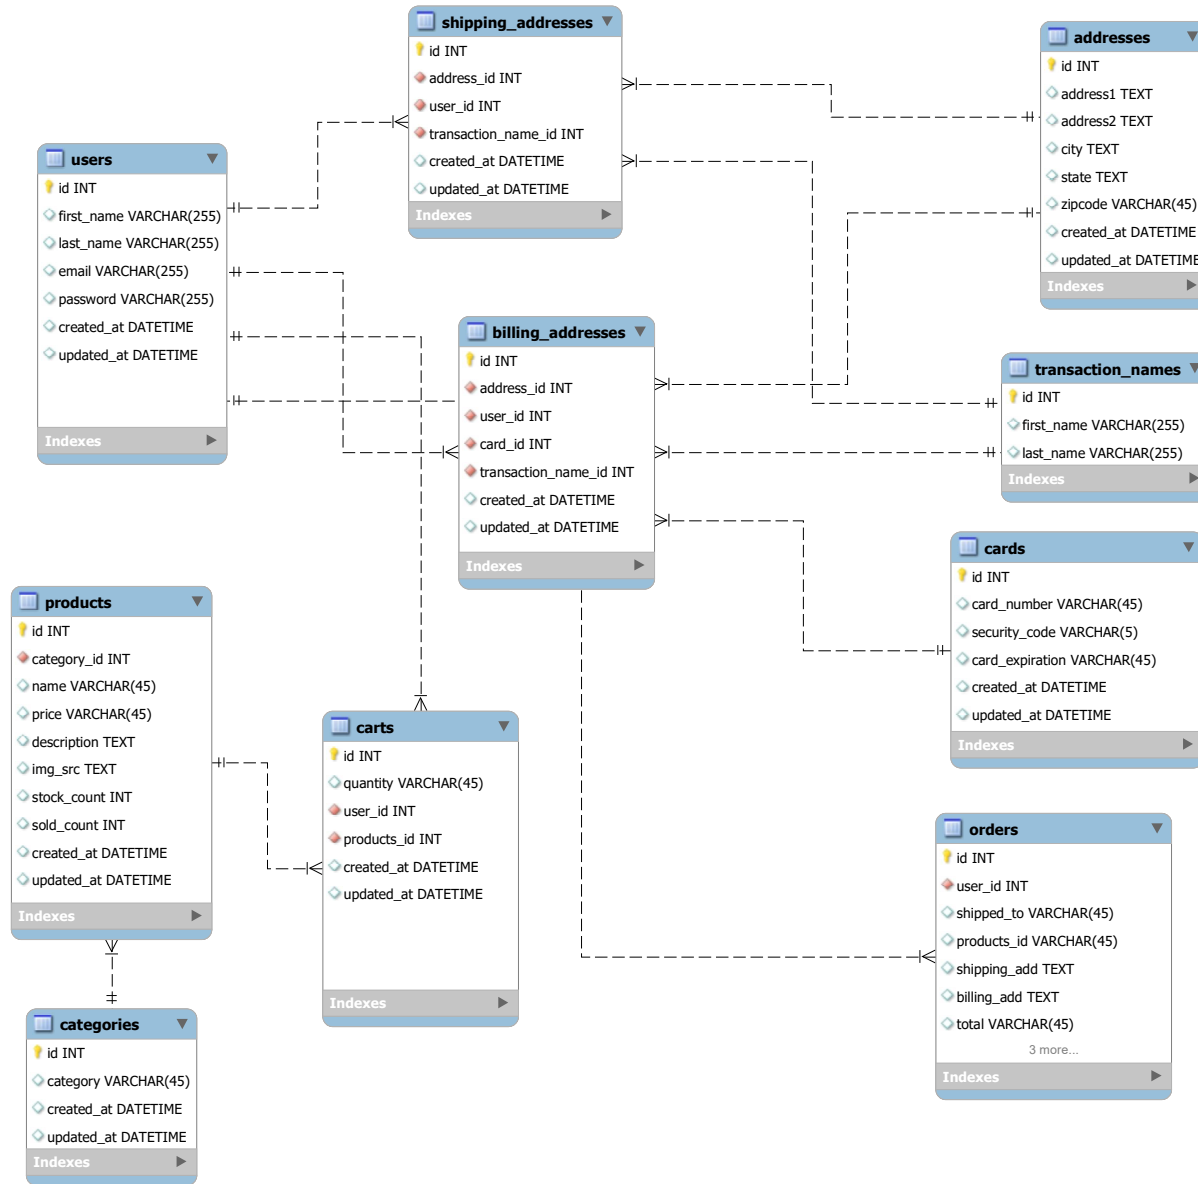 shipping_addresses
id INT
address_id INT
user_id INT
transaction_name_id INT
created_at DATETIME
updated_at DATETIME
Indexes
addresses
id INT
address1 TEXT
address2 TEXT
city TEXT
state TEXT
zipcode VARCHAR(45)
created_at DATETIME
updated_at DATETIME
Indexes
users
id INT
first_name VARCHAR(255)
last_name VARCHAR(255)
email VARCHAR(255)
password VARCHAR(255)
created_at DATETIME
updated_at DATETIME
Indexes
billing_addresses
id INT
address_id INT
user_id INT
card_id INT
transaction_name_id INT
created_at DATETIME
updated_at DATETIME
Indexes
transaction_names
id INT
first_name VARCHAR(255)
last_name VARCHAR(255)
Indexes
cards
id INT
card_number VARCHAR(45)
security_code VARCHAR(5)
card_expiration VARCHAR(45)
created_at DATETIME
updated_at DATETIME
Indexes
products
id INT
category_id INT
name VARCHAR(45)
price VARCHAR(45)
description TEXT
img_src TEXT
stock_count INT
sold_count INT
created_at DATETIME
updated_at DATETIME
Indexes
carts
id INT
quantity VARCHAR(45)
user_id INT
products_id INT
created_at DATETIME
updated_at DATETIME
Indexes
orders
id INT
user_id INT
shipped_to VARCHAR(45)
products_id VARCHAR(45)
shipping_add TEXT
billing_add TEXT
total VARCHAR(45)
3 more...
Indexes
categories
id INT
category VARCHAR(45)
created_at DATETIME
updated_at DATETIME
Indexes